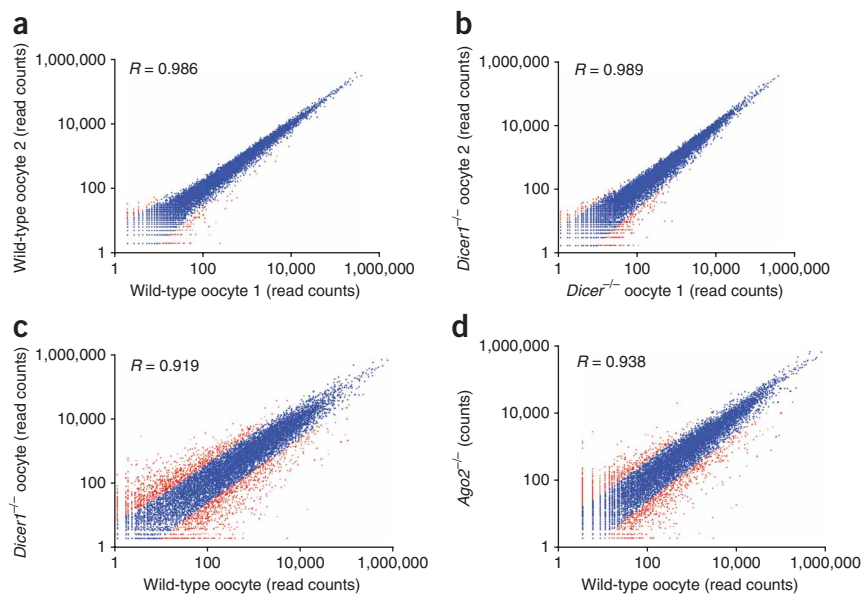 a
1,000,000
R = 0.986
10,000
100
1
1
100
10,000
1,000,000
Wild-type oocyte 2 (read counts)
Wild-type oocyte 1 (read counts)
b
1,000,000
R = 0.989
10,000
100
1
1
100
10,000
1,000,000
Dicer1–/– oocyte 2 (read counts)
Dicer–/– oocyte 1 (read counts)
c
1,000,000
R = 0.919
10,000
100
1
1
100
10,000
1,000,000
Dicer1–/– oocyte (read counts)
Wild-type oocyte (read counts)
d
1,000,000
R = 0.938
10,000
100
1
1
100
10,000
1,000,000
Ago2–/– (counts)
Wild-type oocyte (read counts)